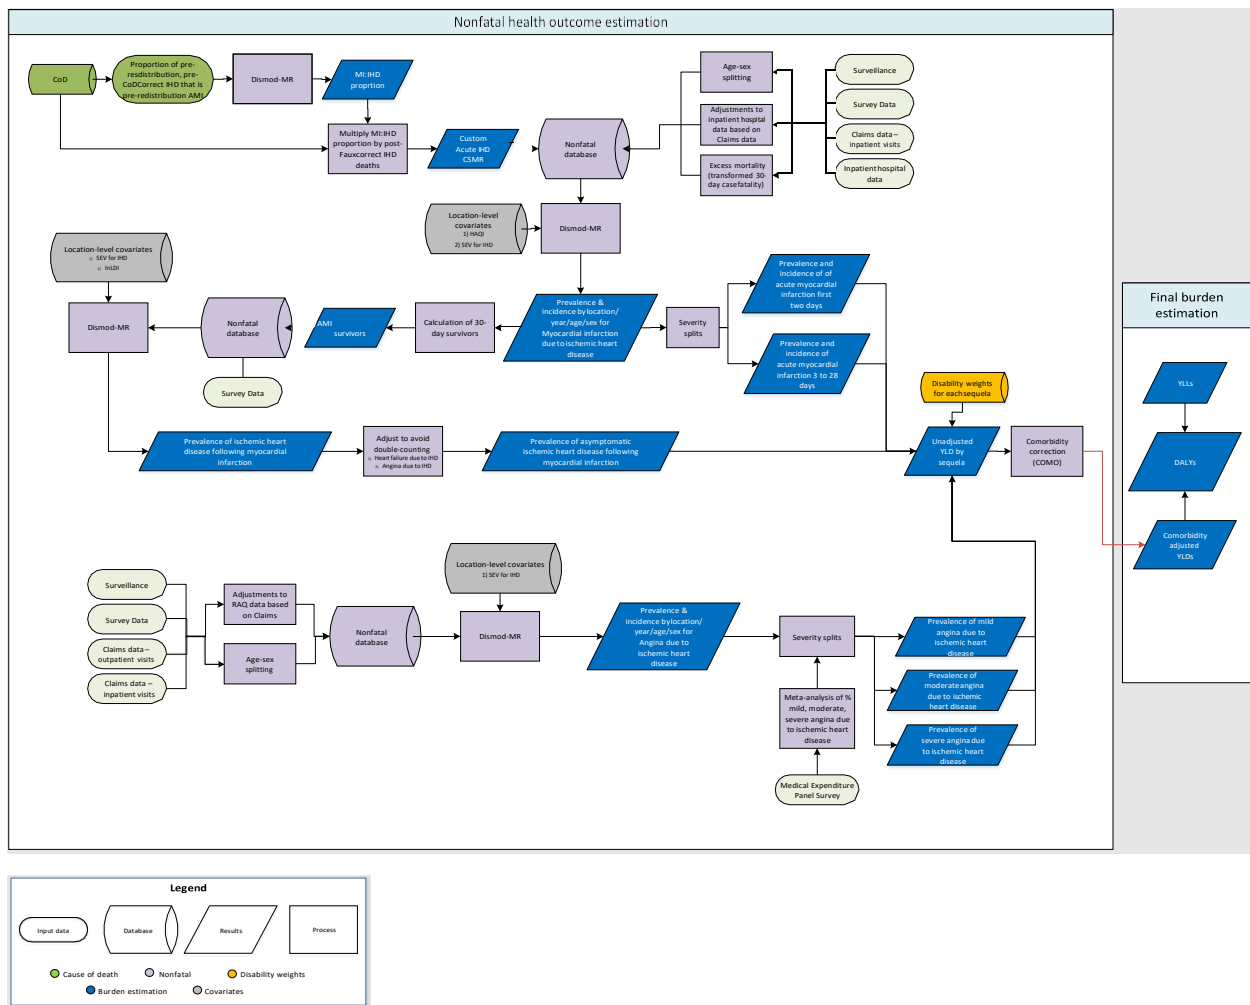 Nonfatal health outcome estimation
CoD
Proportion of pre-
resdistribution, pre-
CoDCorrect IHD that is
pre-redistribution AMI
Dismod-MR
MI:IHD
proprtion
Multiply MI:IHD
proportion by post-
Fauxcorrect IHD
deaths
Custom
Acute IHD
CSMR
Nonfatal
database
Age-sex
splitting
Adjustments to
inpatient hospital
data based on
Claims data
Excess mortality
(transformed 30-
day casefatality)
Surveillance
Survey Data
Claims data –
inpatient visits
Inpatient hospital
data
Location-level
covariates
1) HAQI
2) SEV for IHD
Dismod-MR
Location-level covariates
o SEV for IHD
o lnLDI
Dismod-MR
Nonfatal
database
Survey Data
AMI
survivors
Calculation of 30-
day survivors
Prevalence &
incidence by location/
year/age/sex for
Myocardial infarction
due to ischemic heart
disease
Severity
splits
Prevalence and
incidence of of
acute myocardial
infarction first
two days
Prevalence and
incidence of
acute myocardial
infarction 3 to 28
days
Disability weights
for each sequela
Prevalence of ischemic heart
disease following myocardial
infarction
Adjust to avoid
double-counting
o Heart failure due to IHD
o Angina due to IHD
Prevalence of asymptomatic
ischemic heart disease following
myocardial infarction
Unadjusted
YLD by
sequela
Comorbidity
correction
(COMO)
Final burden
estimation
YLLs
DALYs
Comorbidity
adjusted
YLDs
Surveillance
Survey Data
Claims data –
outpatient visits
Claims data –
inpatient visits
Adjustments to
RAQ data based
on Claims
Age-sex
splitting
Nonfatal
database
Location-level covariates
1) SEV for IHD
Dismod-MR
Prevalence &
incidence by location/
year/age/sex for
Angina due to
ischemic heart
disease
Severity splits
Meta-analysis of %
mild, moderate,
severe angina due
to ischemic heart
disease
Medical Expenditure
Panel Survey
Prevalence of mild
angina due to
ischemic heart
disease
Prevalence of
moderate angina
due to ischemic
heart disease
Prevalence of
severe angina due
to ischemic heart
disease
Legend
Input data
Database
Results
Process
Cause of death
Nonfatal
Disability weights
Burden estimation
Covariates